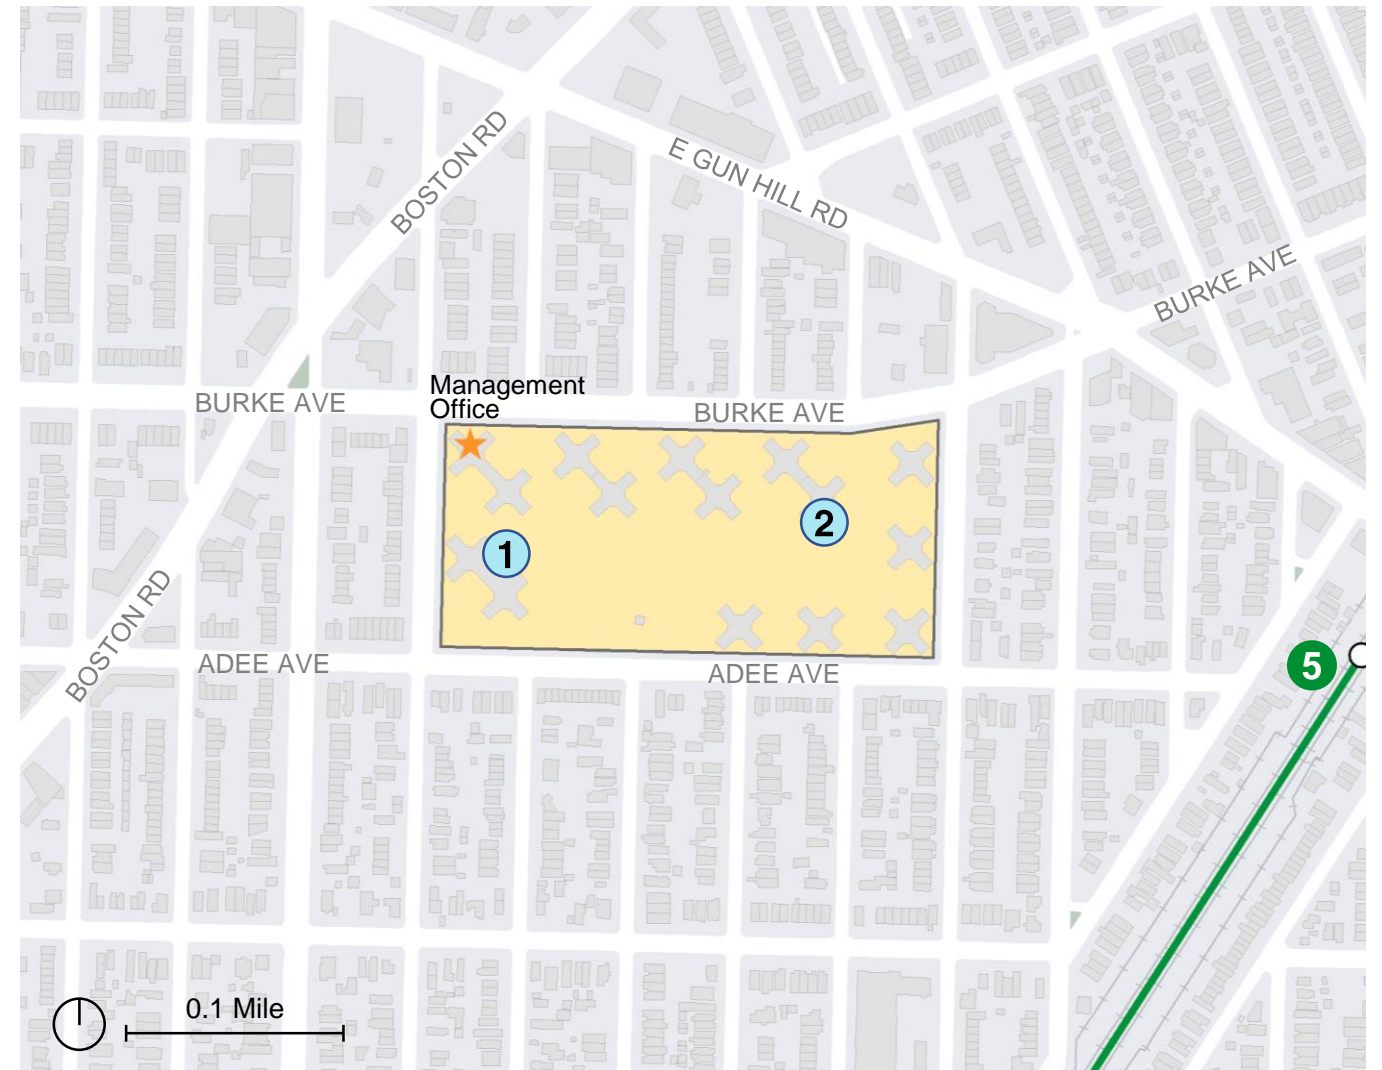 BOSTON RD
E GUN HILL RD
BURKE AVE
Management
Office
BURKE AVE
BURKE AVE
1
2
BOSTON RD
ADEE AVE
ADEE AVE
5
0.1 Mile